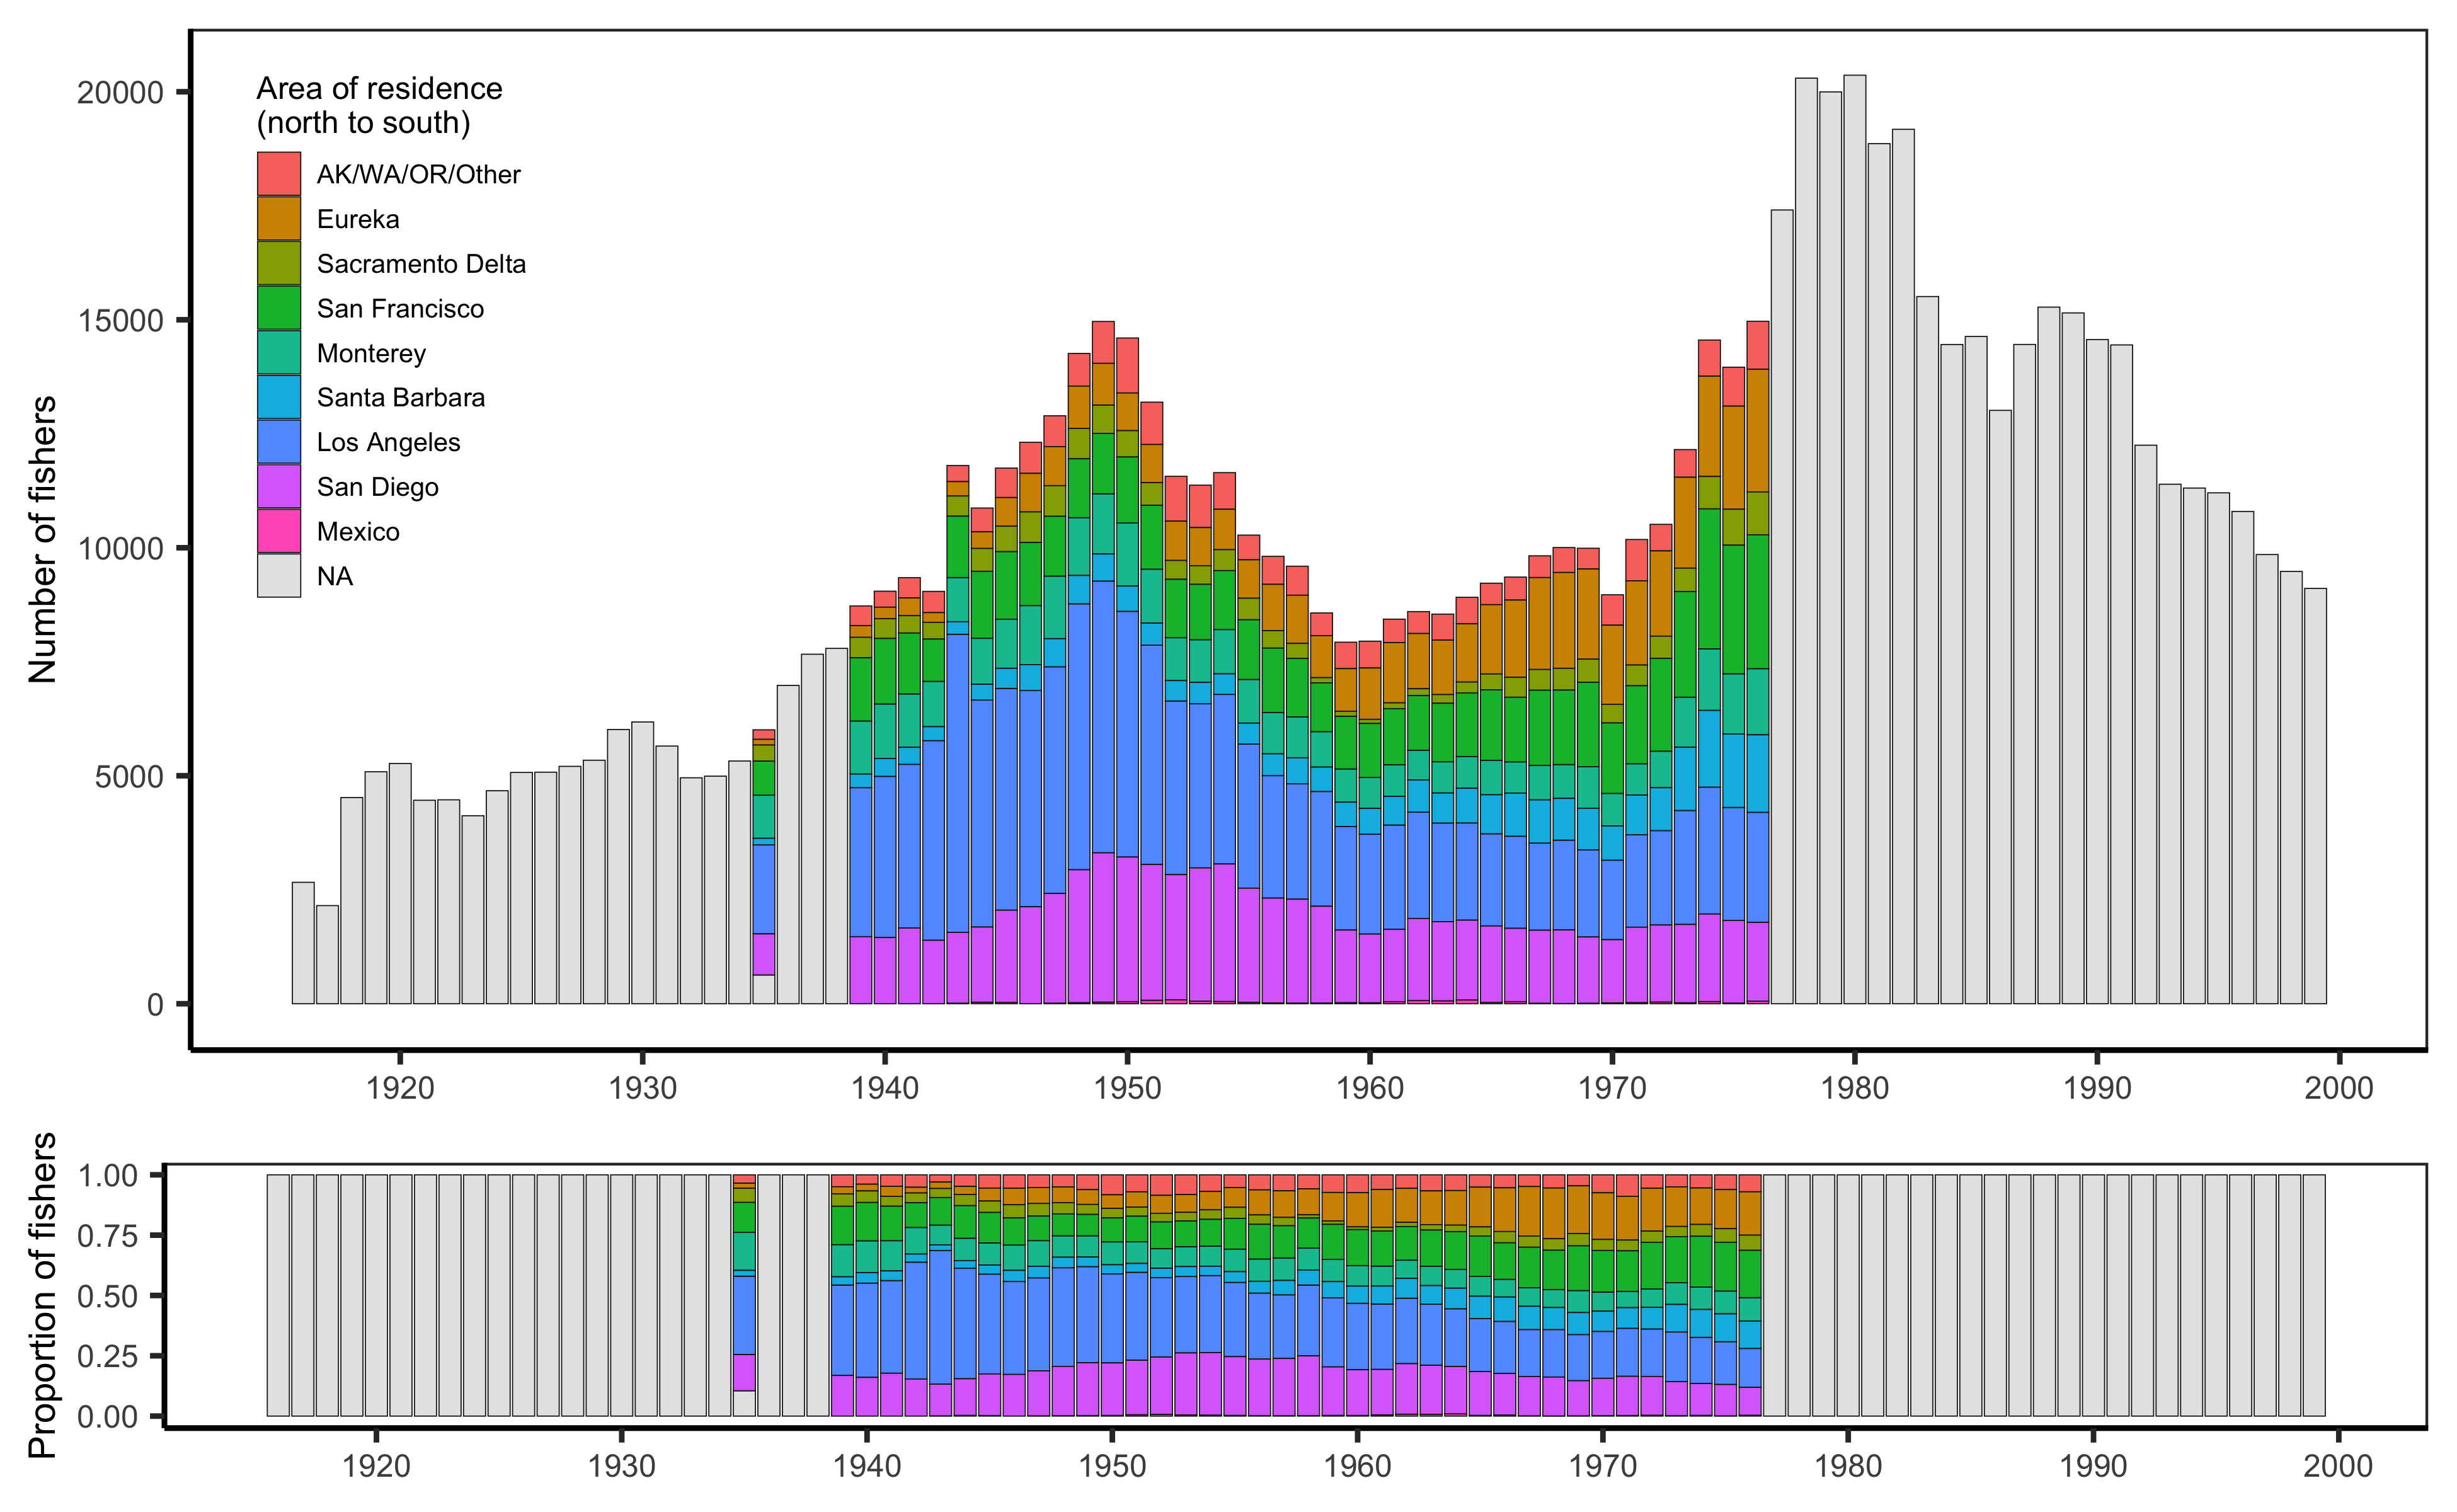 Number of fishers
20000
15000
10000
5000
0
Area of residence
(north to south)
AK/WA/OR/Other
Eureka
Sacramento Delta
San Francisco
Monterey
Santa Barbara
Los Angeles
San Diego
Mexico
NA
1920 1930 1940 1950 1960 1970 1980 1990 2000
Proportion of fishers
1.00
0.75
0.50
0.25
0.00
1920 1930 1940 1950 1960 1970 1980 1990 2000